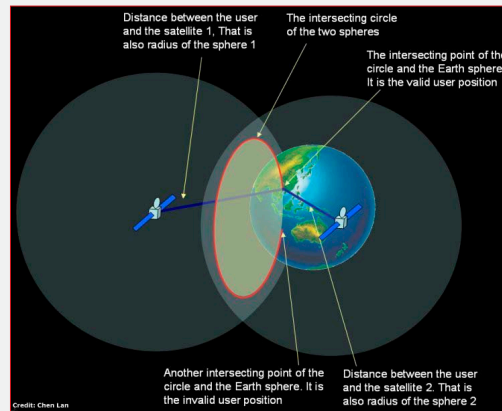 Distance between the user
and the satellite 1, That is
also radius of the sphere 1
The intersecting circle
of the two spheres
The intersecting point of the
circle and the Earth sphere.
It is the valid user position
Another intersecting point of the
circle and the Earth sphere. It is
the invalid user position
Distance between the user
and the satellite 2. That is
also radius of the sphere 2
Credit: Chen Lan